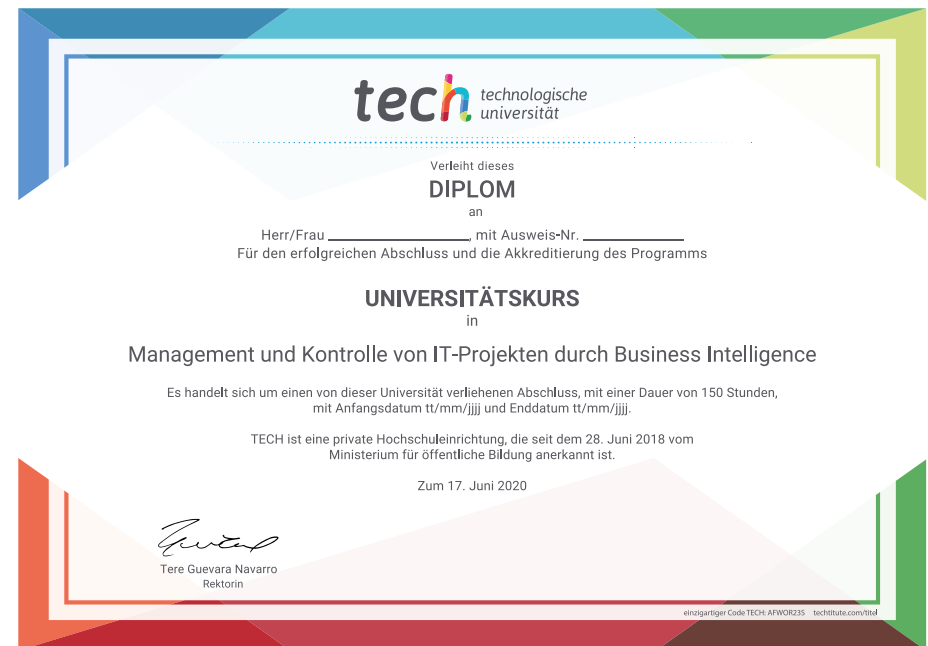 tech technologische
universität
Verleiht dieses
DIPLOM
an
Herr/Frau ____________, mit Ausweis-Nr. ____________
Für den erfolgreichen Abschluss und die Akkreditierung des Programms
UNIVERSITÄTSKURS
in
Management und Kontrolle von IT-Projekten durch Business Intelligence
Es handelt sich um einen von dieser Universität verliehenen Abschluss, mit einer Dauer von 150 Stunden,
mit Anfangsdatum tt/mm/jjjj und Enddatum tt/mm/jjjj.
TECH ist eine private Hochschuleinrichtung, die seit dem 28. Juni 2018 vom
Ministerium für öffentliche Bildung anerkannt ist.
Zum 17. Juni 2020
Tere Guevara Navarro
Rektorin
einzigartiger Code TECH: AFWOR23S techtitute.com/titel